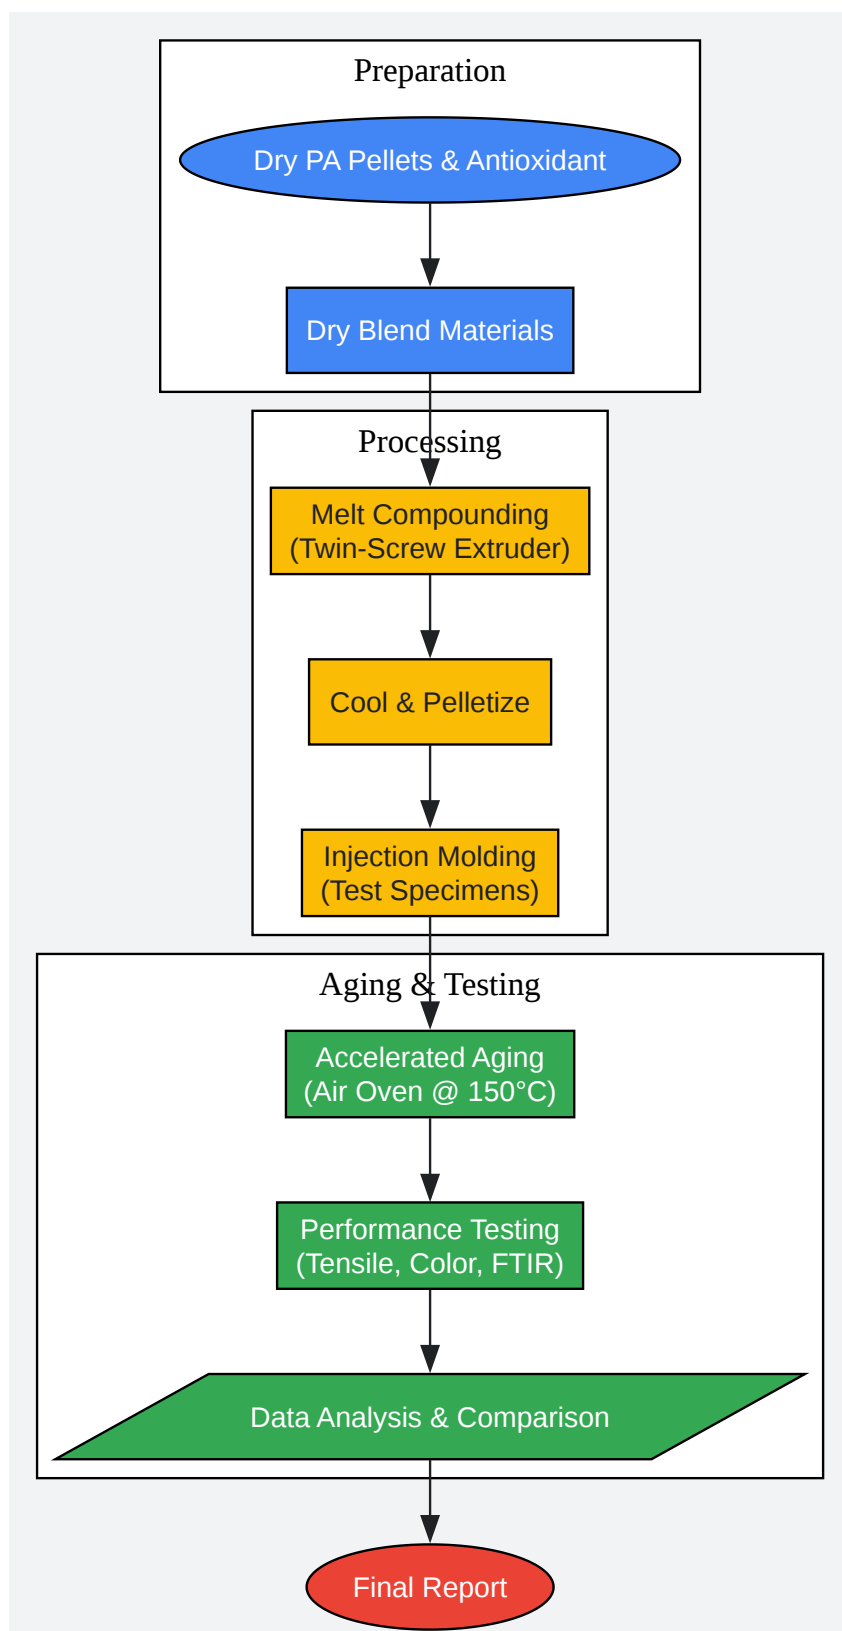 Preparation
Dry PA Pellets & Antioxidant
Dry Blend Materials
Processing
Melt Compounding
(Twin-Screw Extruder)
Cool & Pelletize
Injection Molding
(Test Specimens)
Aging & Testing
Accelerated Aging
(Air Oven @ 150°C)
Performance Testing
(Tensile, Color, FTIR)
Data Analysis & Comparison
Final Report